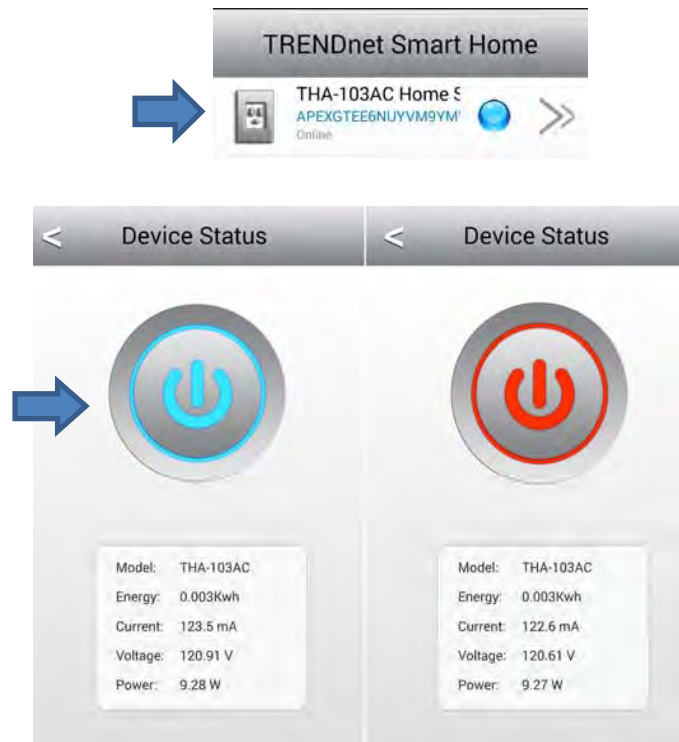 TRENDnet Smart Home
THA-103AC Home S
APEXGTEE6NUYVM9YM
Online
< Device Status
Model: THA-103AC
Energy: 0.003Kwh
Current: 123.5 mA
Voltage: 120.91 V
Power: 9.28 W
< Device Status
Model: THA-103AC
Energy: 0.003Kwh
Current: 122.6 mA
Voltage: 120.61 V
Power: 9.27 W